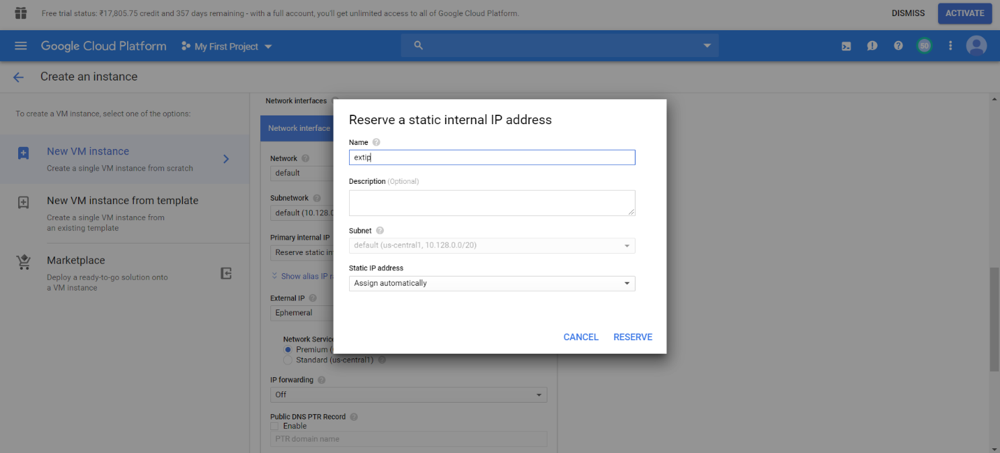 Free trial status: ₹17,805.75 credit and 357 days remaining - with a full account, you'll get unlimited access to all of Google Cloud Platform.
DISMISS
ACTIVATE
Google Cloud Platform
My First Project
50
Create an instance
To create a VM instance, select one of the options:
New VM instance
Create a single VM instance from scratch
New VM instance from template
Create a single VM instance from
an existing template
Marketplace
Deploy a ready-to-go solution onto
a VM instance
Network interfaces
Network interface
Network
default
Subnetwork
default (10.128.0
Primary internal IP
Reserve static in
Show alias IP r
External IP
Ephemeral
Network Service
Premium (
Standard (us-central1)
IP forwarding
Off
Public DNS PTR Record
Enable
PTR domain name
Reserve a static internal IP address
Name
extip
Description (Optional)
Subnet
default (us-central1, 10.128.0.0/20)
Static IP address
Assign automatically
CANCEL
RESERVE